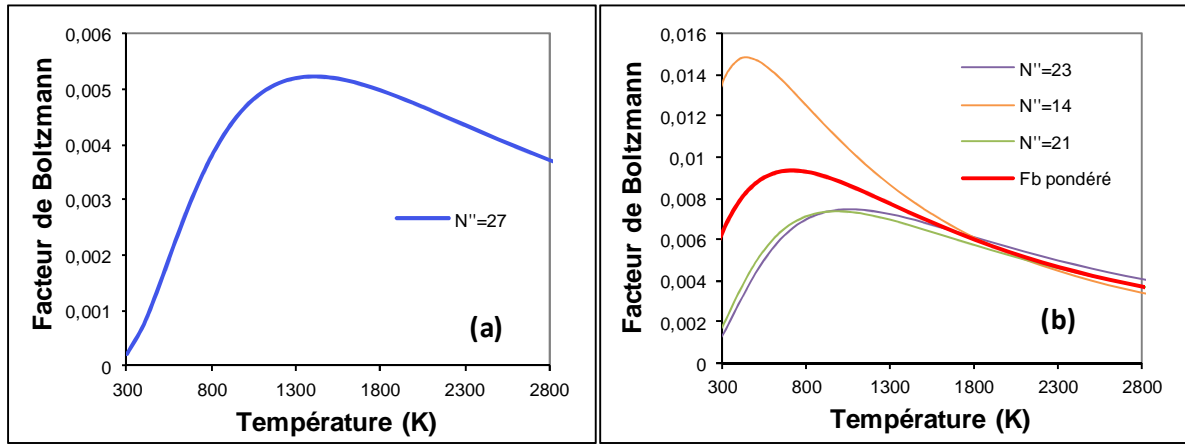 0,006
0,005
0,004
0,003
0,002
0,001
0
Facteur de Boltzmann
N''=27
(a)
300 800 1300 1800 2300 2800
Température (K)
0,016
0,014
0,012
0,01
0,008
0,006
0,004
0,002
0
Facteur de Boltzmann
N''=23
N''=14
N''=21
Fb pondéré
(b)
300 800 1300 1800 2300 2800
Température (K)